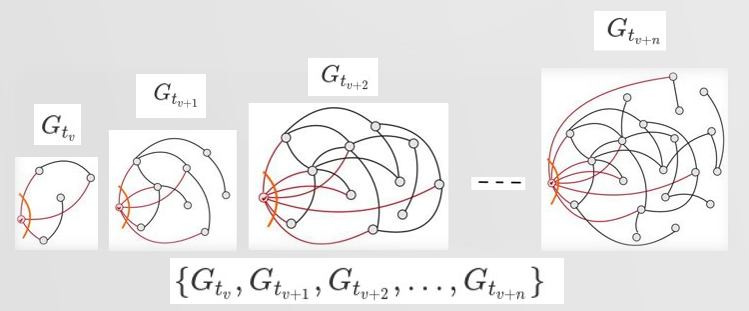 G_{t_v}
G_{t_{v+1}}
G_{t_{v+2}}
G_{t_{v+n}}
{G_{t_v}, G_{t_{v+1}}, G_{t_{v+2}}, ..., G_{t_{v+n}}}